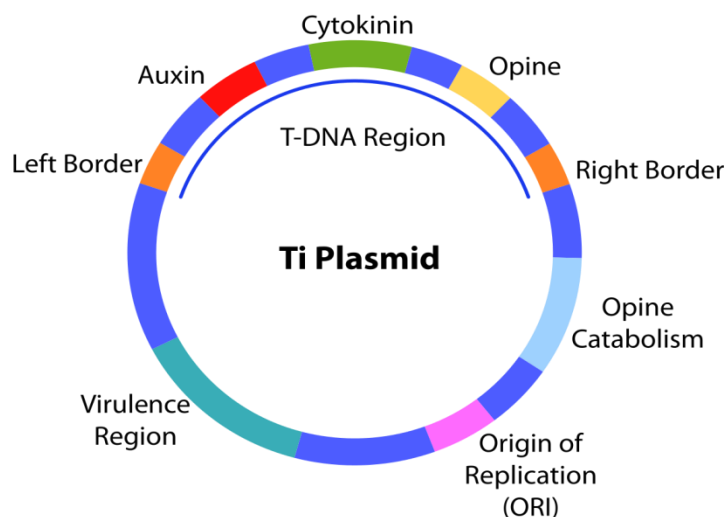 Cytokinin
Auxin
Opine
T-DNA Region
Left Border
Right Border
Ti Plasmid
Opine
Catabolism
Virulence
Region
Origin of
Replication
(ORI)